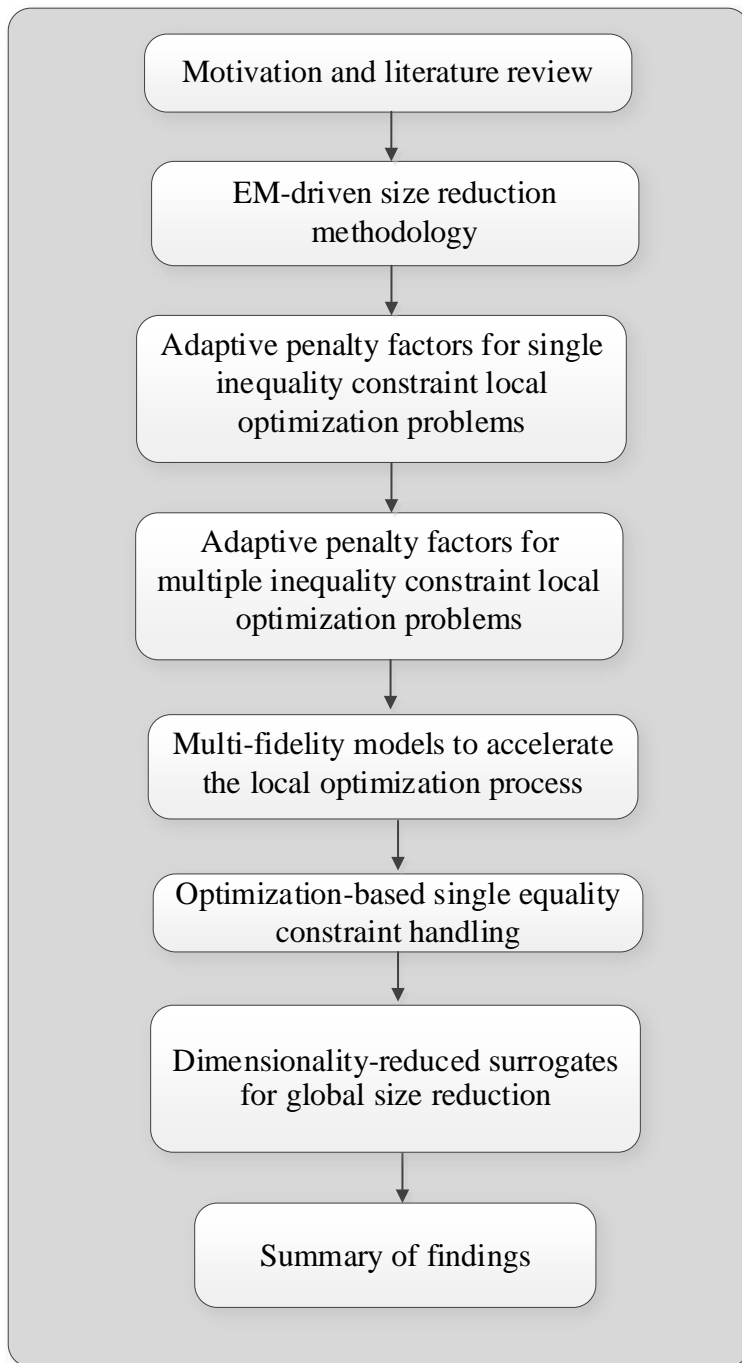 Motivation and literature review
EM-driven size reduction
methodology
Adaptive penalty factors for single
inequality constraint local
optimization problems
Adaptive penalty factors for
multiple inequality constraint local
optimization problems
Multi-fidelity models to accelerate
the local optimization process
Optimization-based single equality
constraint handling
Dimensionality-reduced surrogates
for global size reduction
Summary of findings